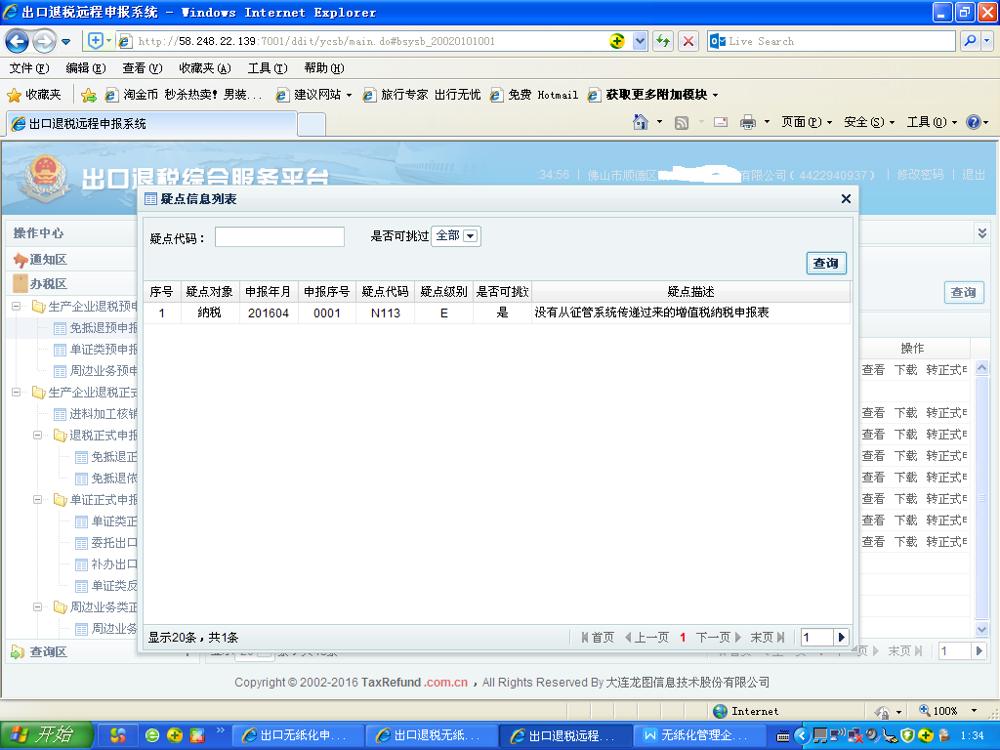 出口退税远程申报系统 - Windows Internet Explorer
http://58.248.22.139:7001/ddit/ycsb/main.do#bsysb_20020101001
Live Search
文件(F) 编辑(E) 查看(V) 收藏夹(A) 工具(T) 帮助(H)
收藏夹 淘金币 秒杀热卖! 男装... 建议网站 旅行专家 出行无忧 免费 Hotmail 获取更多附加模块
出口退税远程申报系统
页面(P) 安全(S) 工具(O)
出口退税综合服务平台
:34:56 | 佛山市顺德区 有限公司( 4422940937 ) | 修改密码 | 退出
疑点信息列表
操作中心
疑点代码： 是否可挑过 全部
通知区
查询
办税区
序号 疑点对象 申报年月 申报序号 疑点代码 疑点级别 是否可挑过 疑点描述
查询
生产企业退税预申
1 纳税 201604 0001 N113 E 是 没有从征管系统传递过来的增值税纳税申报表
免抵退预申报
单证类预申报
操作
周边业务预申
查看 下载 转正式申
生产企业退税正式
进料加工核销
查看 下载 转正式申
退税正式申报
查看 下载 转正式申
免抵退正
查看 下载 转正式申
免抵退依
查看 下载 转正式申
单证正式申报
查看 下载 转正式申
单证类正
查看 下载 转正式申
委托出口
查看 下载 转正式申
补办出口
单证类反
周边业务类正
周边业务
显示20条，共1条 首页 上一页 1 下一页 末页 1
查询区
末页 1
Copyright © 2002-2016 TaxRefund.com.cn ，All Rights Reserved By 大连龙图信息技术股份有限公司
Internet 100%
开始 出口无纸化申... 出口退税无纸... 出口退税远程... 无纸化管理企... 1:34